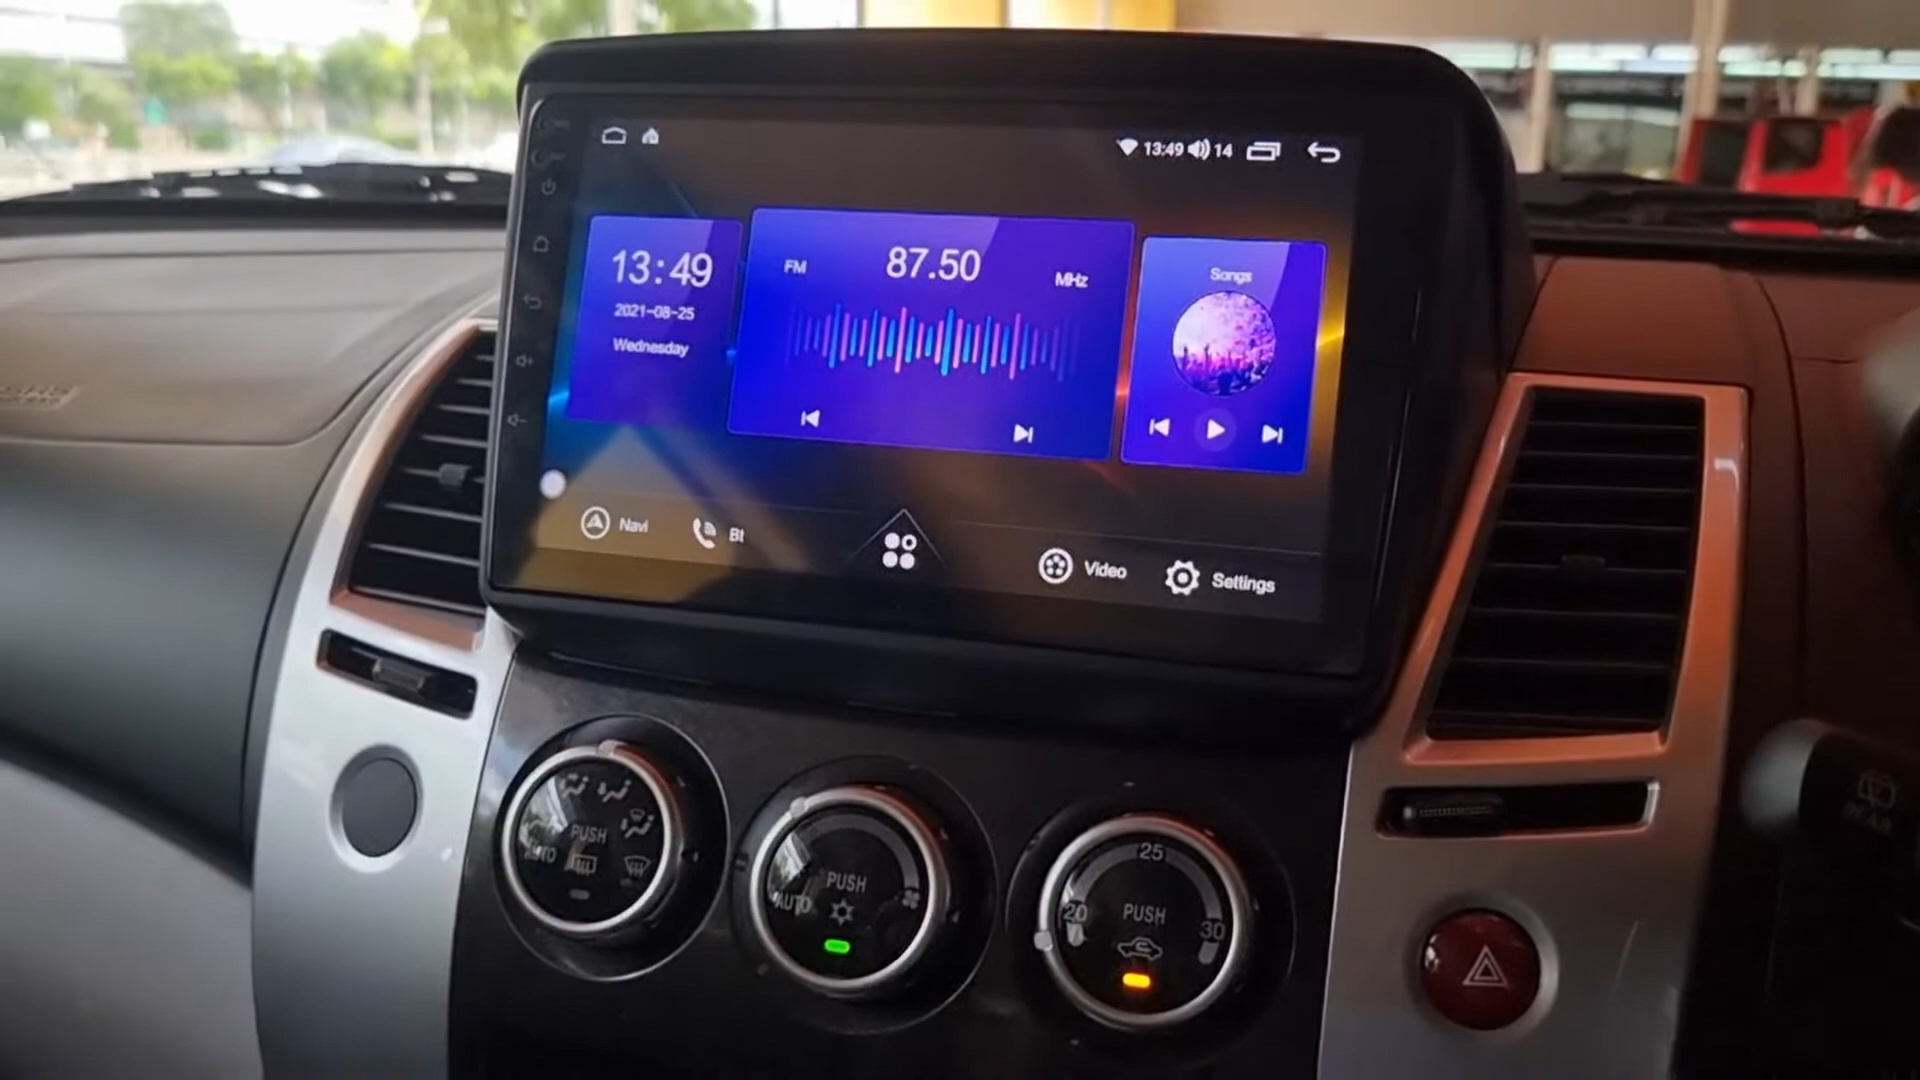 13:49 14
13:49
2021-08-25
Wednesday
FM 87.50 MHz
Songs
Navi
Bt
Video
Settings
PUSH
AUTO
PUSH
AUTO
25
20
PUSH
30
REAR